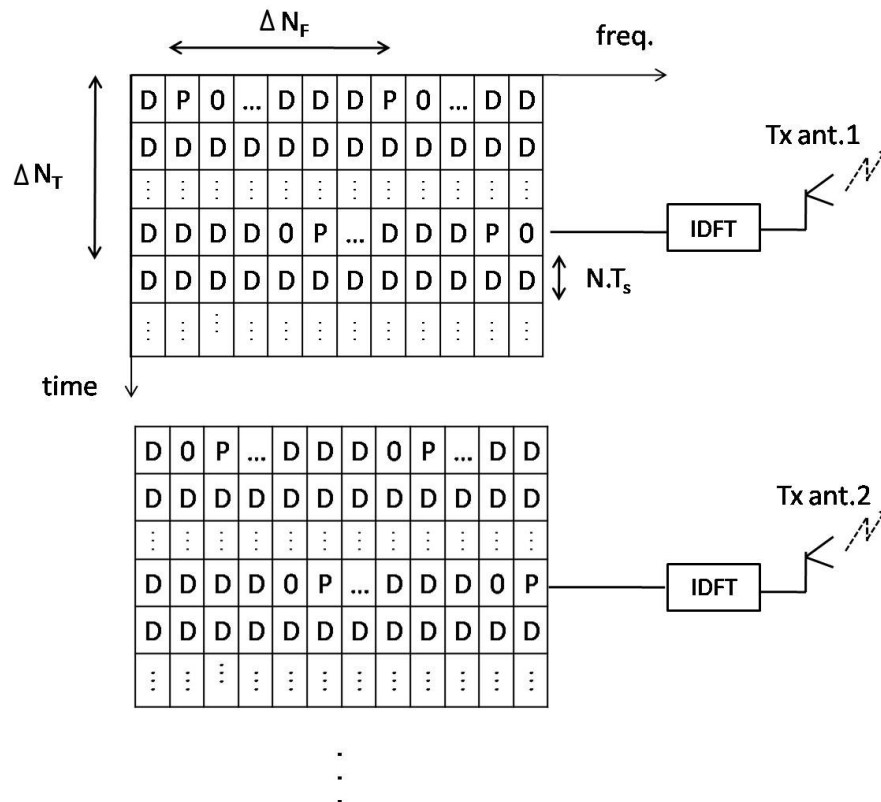 Δ N_F
freq.
Δ N_T
D P 0 ... D D D P 0 ... D D
D D D D D D D D D D D
⋮ ⋮ ⋮ ⋮ ⋮ ⋮ ⋮ ⋮ ⋮ ⋮ ⋮
D D D D 0 P ... D D D P 0
D D D D D D D D D D D
⋮ ⋮ ⋮ ⋮ ⋮ ⋮ ⋮ ⋮ ⋮ ⋮ ⋮
Tx ant.1
IDFT
N.T_s
time
D 0 P ... D D D 0 P ... D D
D D D D D D D D D D D D
⋮ ⋮ ⋮ ⋮ ⋮ ⋮ ⋮ ⋮ ⋮ ⋮ ⋮ ⋮
D D D D 0 P ... D D D 0 P
D D D D D D D D D D D D
⋮ ⋮ ⋮ ⋮ ⋮ ⋮ ⋮ ⋮ ⋮ ⋮ ⋮ ⋮
Tx ant.2
IDFT
⋮